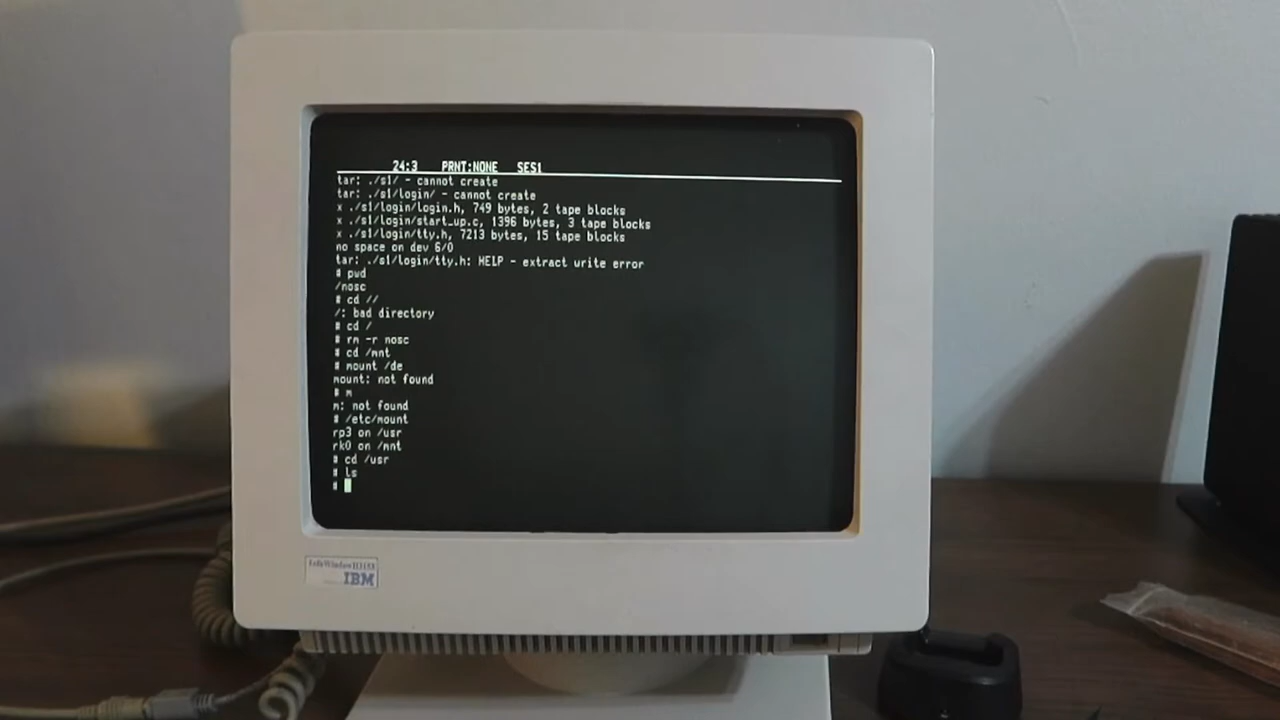 24:3 PRNT:NONE SES1
tar: ./s1/ - cannot create
tar: ./s1/login/ - cannot create
x ./s1/login/login.h, 749 bytes, 2 tape blocks
x ./s1/login/start_up.c, 1396 bytes, 3 tape blocks
x ./s1/login/tty.h, 7213 bytes, 15 tape blocks
no space on dev 6/0
tar: ./s1/login/tty.h: HELP - extract write error
# pwd
/nosc
# cd //
/: bad directory
# cd /
# rm -r nosc
# cd /mnt
# mount /de
mount: not found
# m
m: not found
# /etc/mount
rp3 on /usr
rk0 on /mnt
# cd /usr
# ls
#
IBM